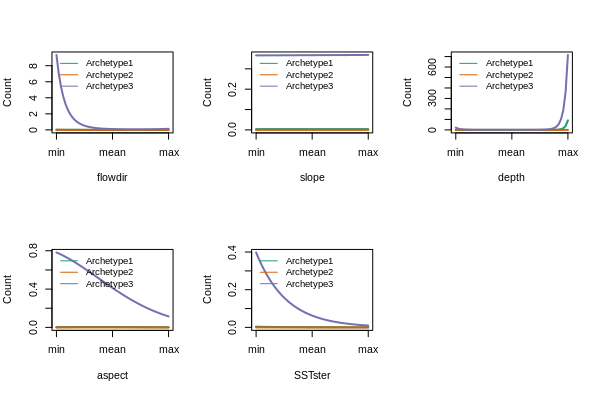 Count
8
6
4
2
0
Archetype1
Archetype2
Archetype3
min
mean
max
flowdir
Count
0.2
0.0
Archetype1
Archetype2
Archetype3
min
mean
max
slope
Count
600
300
0
Archetype1
Archetype2
Archetype3
min
max
depth
Count
0.8
0.4
0.0
Archetype1
Archetype2
Archetype3
min
mean
max
aspect
Count
0.4
0.2
0.0
Archetype1
Archetype2
Archetype3
min
mean
max
SSTster